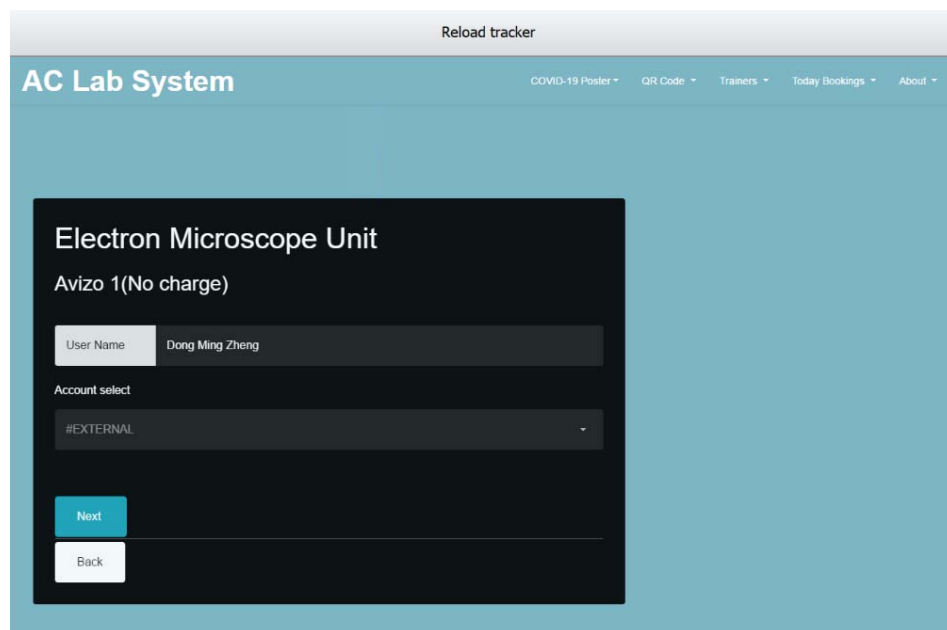 Reload tracker
AC Lab System
COVID-19 Poster QR Code Trainers Today Bookings About
Electron Microscope Unit
Avizo 1(No charge)
User Name Dong Ming Zheng
Account select
#EXTERNAL
Next
Back